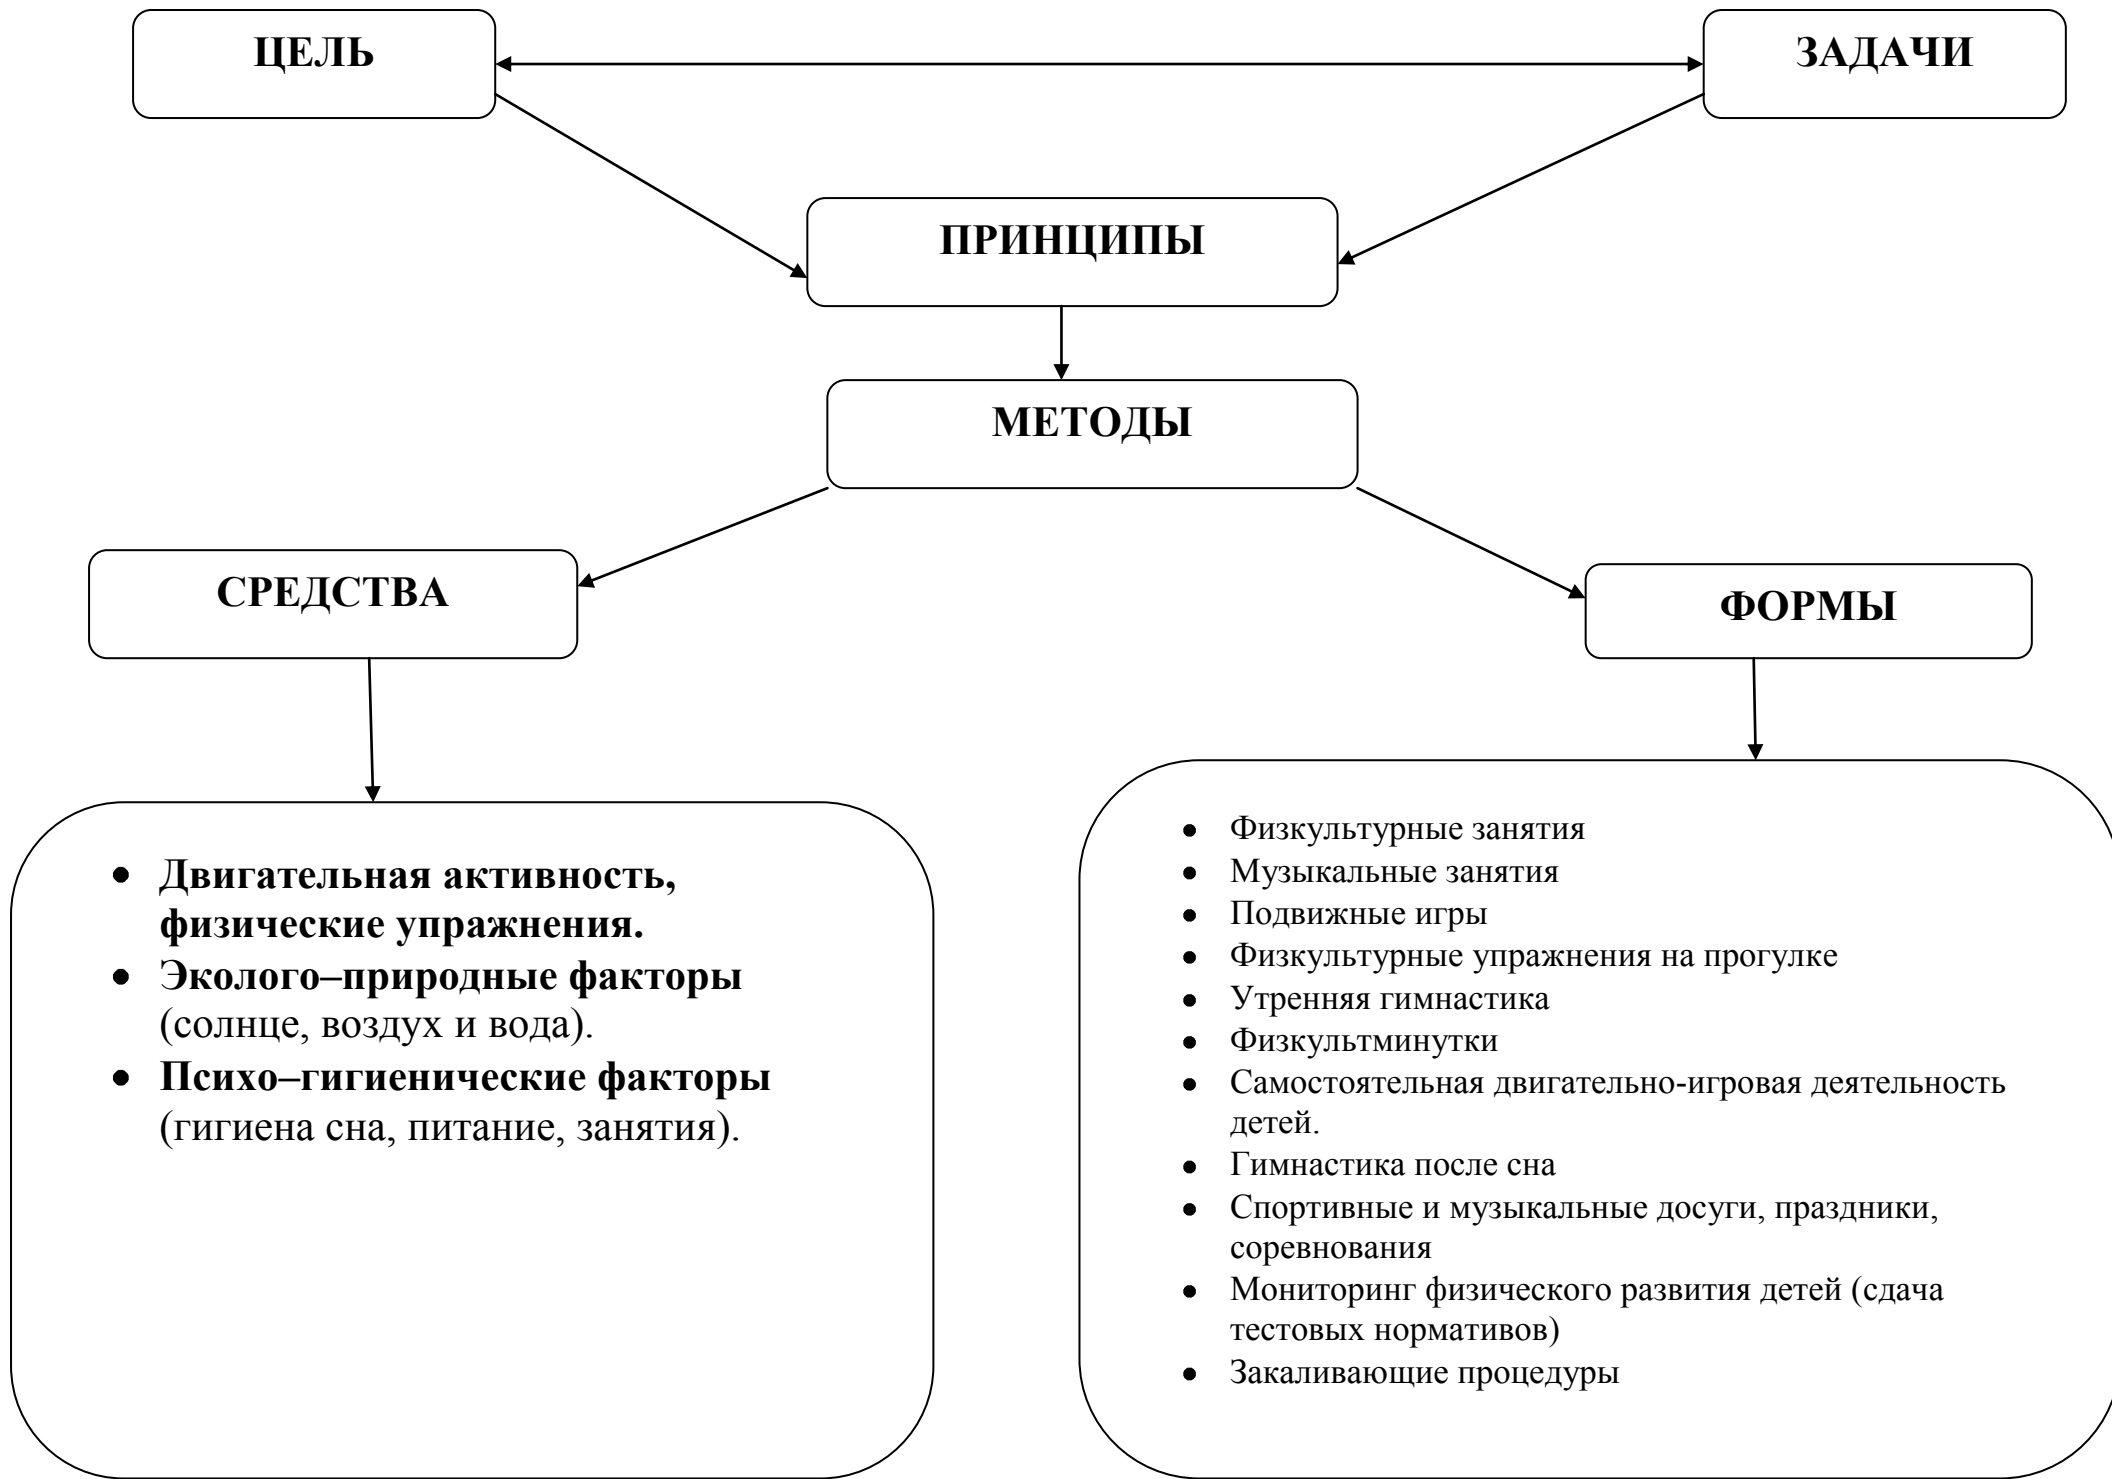 ЦЕЛЬ
ЗАДАЧИ
ПРИНЦИПЫ
МЕТОДЫ
СРЕДСТВА
ФОРМЫ
• Двигательная активность,
физические упражнения.
• Эколого–природные факторы
(солнце, воздух и вода).
• Психо–гигиенические факторы
(гигиена сна, питание, занятия).
• Физкультурные занятия
• Музыкальные занятия
• Подвижные игры
• Физкультурные упражнения на прогулке
• Утренняя гимнастика
• Физкультминутки
• Самостоятельная двигательно-игровая деятельность
детей.
• Гимнастика после сна
• Спортивные и музыкальные досуги, праздники,
соревнования
• Мониторинг физического развития детей (сдача
тестовых нормативов)
• Закаливающие процедуры